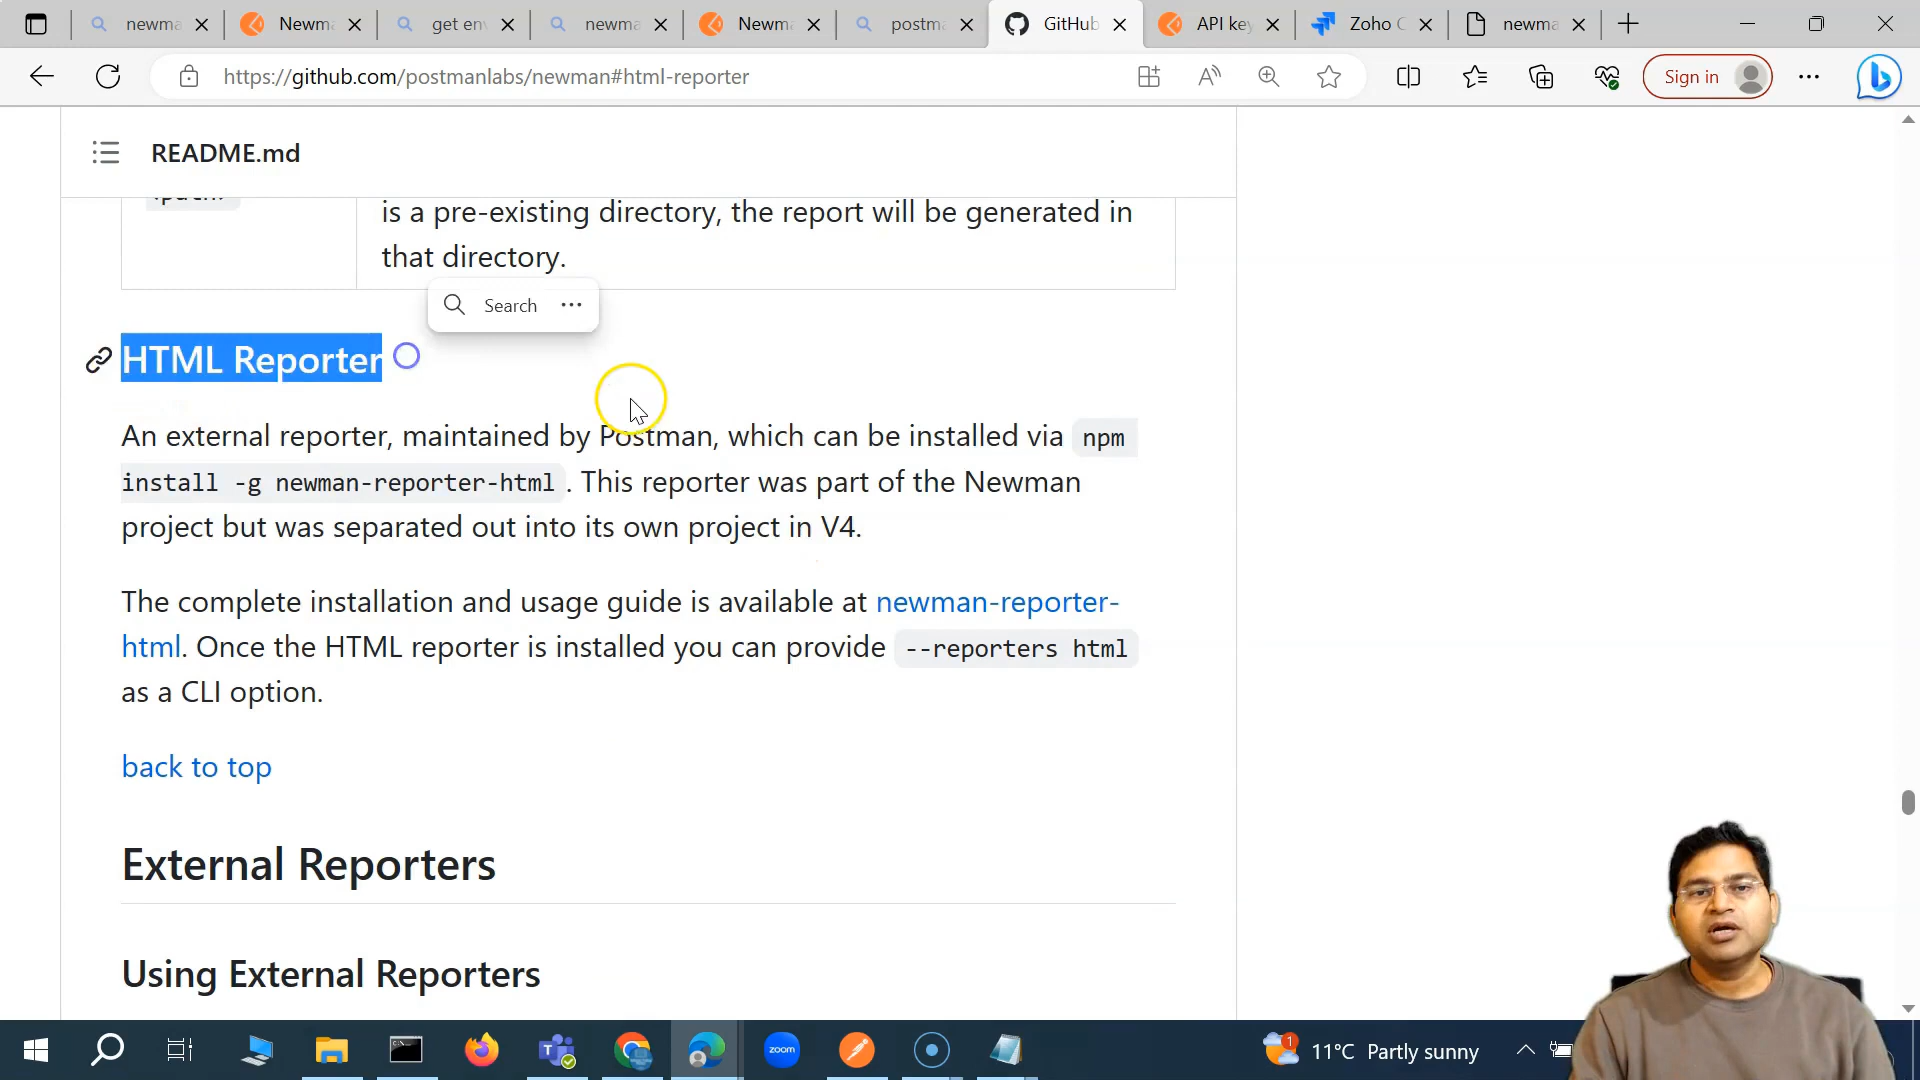 newma
Newm
get env
newma
Newm
postma
GitHub
API key
Zoho C
newma
https://github.com/postmanlabs/newman#html-reporter
Sign in
README.md
is a pre-existing directory, the report will be generated in
that directory.
Search
HTML Reporter
An external reporter, maintained by Postman, which can be installed via npm
install -g newman-reporter-html . This reporter was part of the Newman
project but was separated out into its own project in V4.
The complete installation and usage guide is available at newman-reporter-
html. Once the HTML reporter is installed you can provide --reporters html
as a CLI option.
back to top
External Reporters
Using External Reporters
zoom
1
11°C Partly sunny